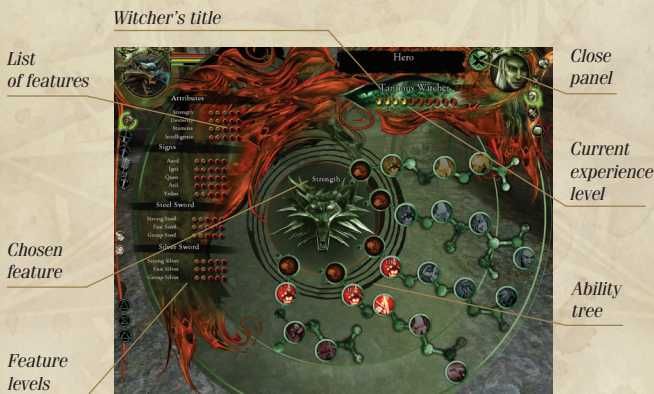 Witcher's title
List
of features
Close
panel
Current
experience
level
Chosen
feature
Ability
tree
Feature
levels
Hero
Famous Witcher
Attributes
Strength
Dexterity
Stamina
Intelligence
Signs
Aard
Igni
Quen
Axii
Yrden
Steel Sword
Strong Steel
Fast Steel
Group Steel
Silver Sword
Strong Silver
Fast Silver
Group Silver
Strength